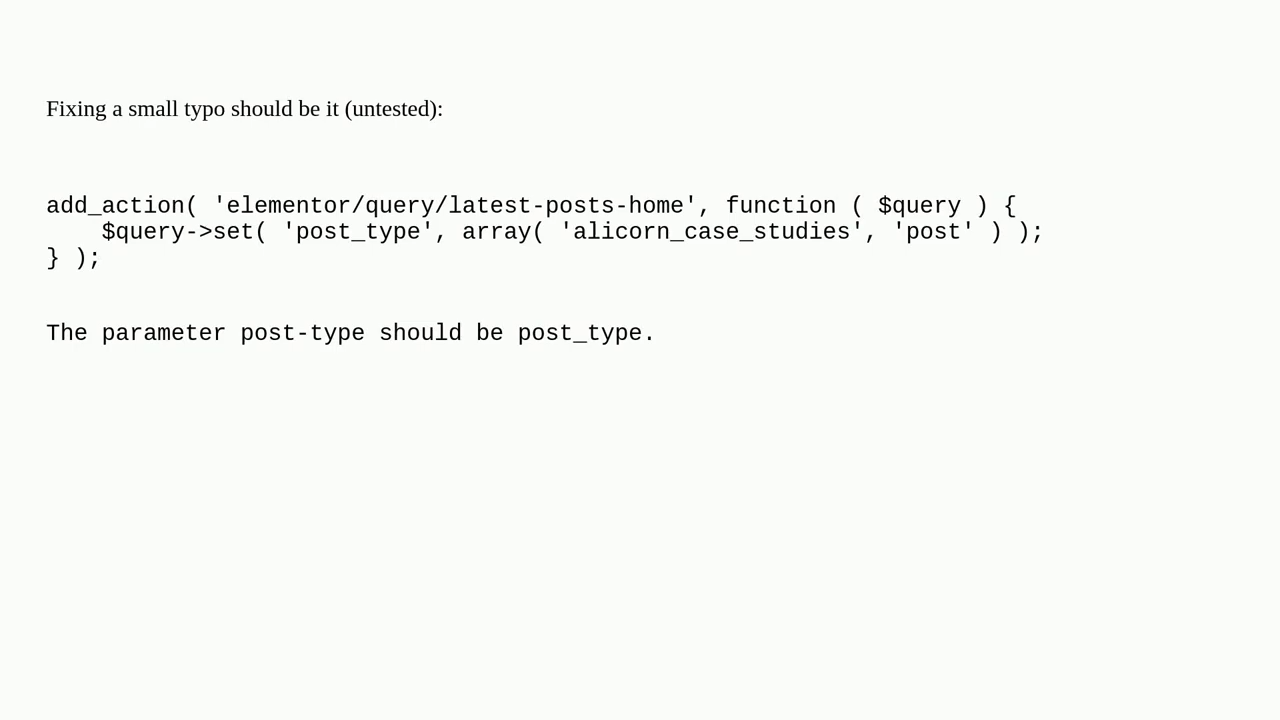 Fixing a small typo should be it (untested):
add_action( 'elementor/query/latest-posts-home', function ( $query ) {
    $query->set( 'post_type', array( 'alicorn_case_studies', 'post' ) );
} );
The parameter post-type should be post_type.